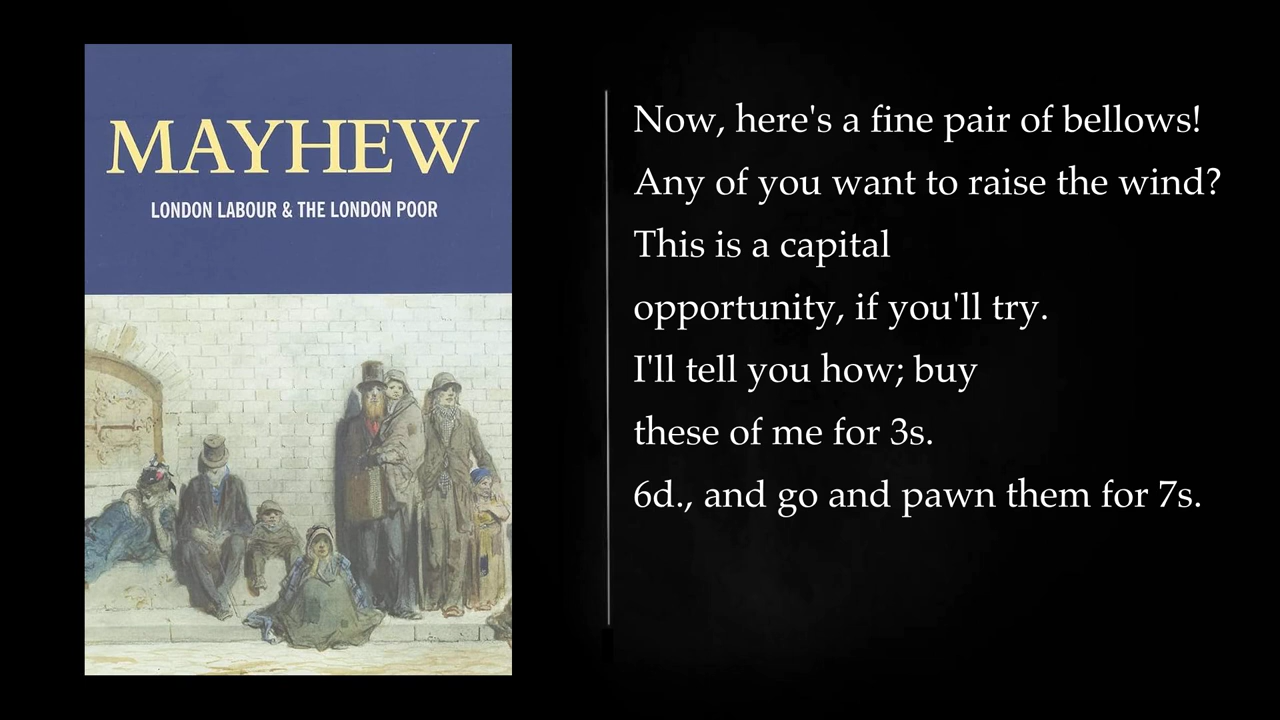 MAYHEW
LONDON LABOUR & THE LONDON POOR
Now, here's a fine pair of bellows!
Any of you want to raise the wind?
This is a capital
opportunity, if you'll try.
I'll tell you how; buy
these of me for 3s.
6d., and go and pawn them for 7s.